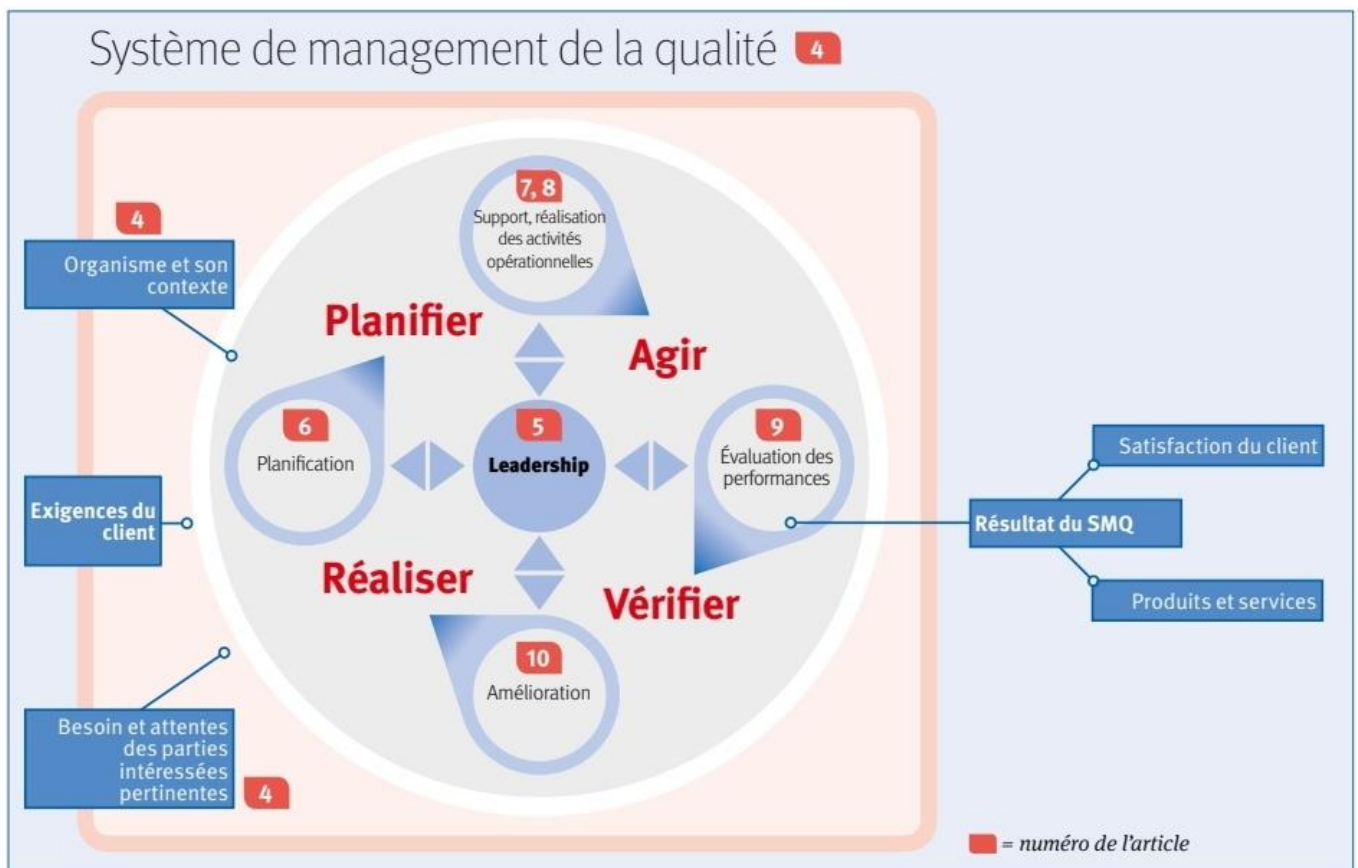 Système de management de la qualité 4
4
Organisme et son
contexte
7, 8
Support, réalisation
des activités
opérationnelles
Planifier
Agir
6
Planification
5
Leadership
9
Évaluation des
performances
Satisfaction du client
Exigences du
client
Résultat du SMQ
Réaliser
Vérifier
Produits et services
10
Amélioration
Besoin et attentes
des parties
intéressées
pertinentes
4
= numéro de l'article